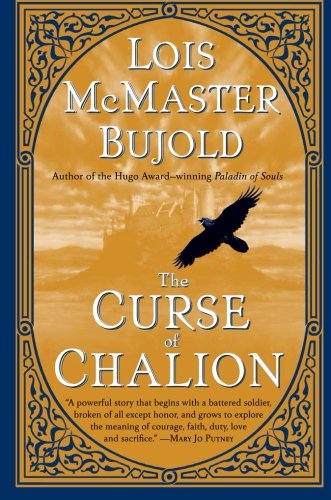 LOIS
MCMASTER
BUJOLD
Author of the Hugo Award–winning Paladin of Souls
The
CURSE
of
CHALION
"A powerful story that begins with a battered soldier,
broken of all except honor, and grows to explore
the meaning of courage, faith, duty, love
and sacrifice." —MARY JO PUTNEY